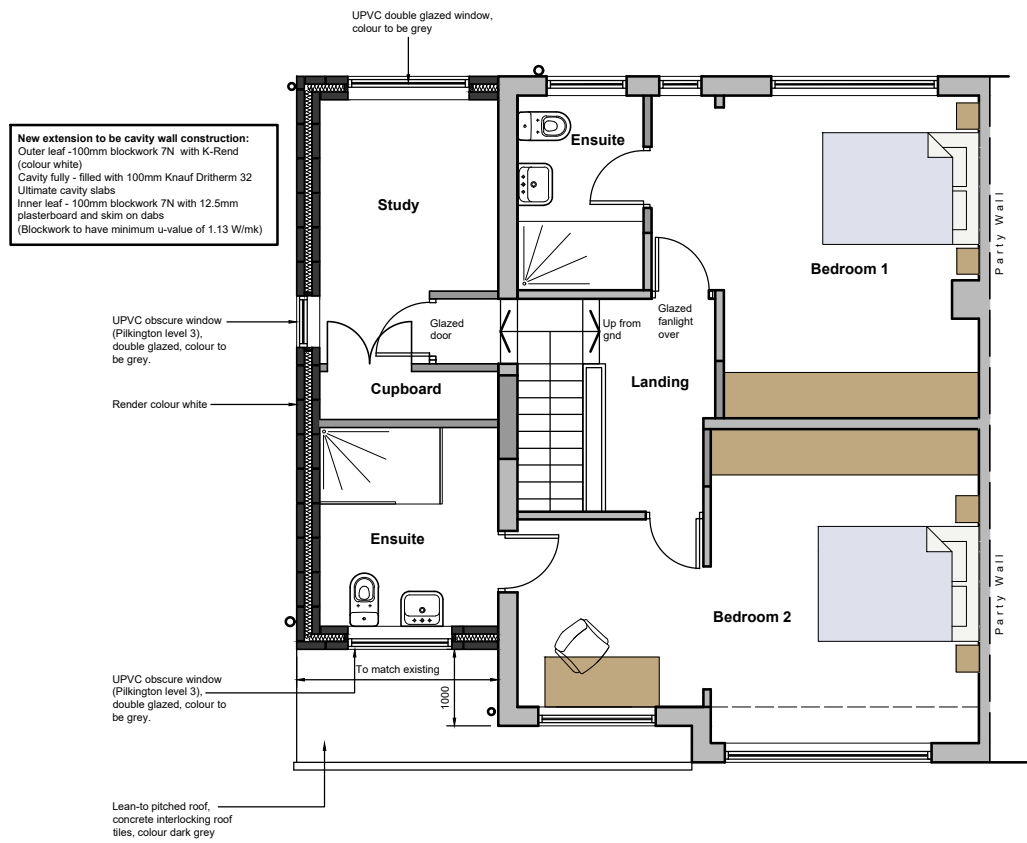 UPVC double glazed window,
colour to be grey
New extension to be cavity wall construction:
Outer leaf -100mm blockwork 7N with K-Rend
(colour white)
Cavity fully - filled with 100mm Knauf Dritherm 32
Ultimate cavity slabs
Inner leaf - 100mm blockwork 7N with 12.5mm
plasterboard and skim on dabs
(Blockwork to have minimum u-value of 1.13 W/mk)
Ensuite
Study
Bedroom 1
Party Wall
UPVC obscure window
(Pilkington level 3),
double glazed, colour to
be grey.
Glazed
door
Up from
gnd
Glazed
fanlight
over
Cupboard
Landing
Render colour white
Ensuite
Bedroom 2
Party Wall
To match existing
1000
UPVC obscure window
(Pilkington level 3),
double glazed, colour to
be grey.
Lean-to pitched roof,
concrete interlocking roof
tiles, colour dark grey